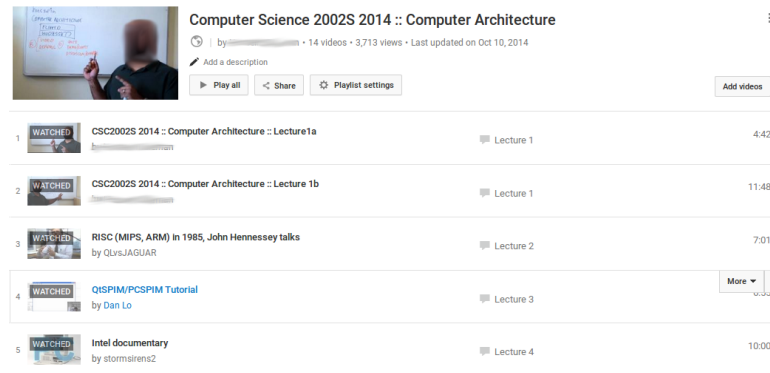 Computer Science 2002S 2014 :: Computer Architecture
by • 14 videos • 3,713 views • Last updated on Oct 10, 2014
Add a description
Play all
Share
Playlist settings
Add videos
1
WATCHED
CSC2002S 2014 :: Computer Architecture :: Lecture1a
Lecture 1
4:42
2
WATCHED
CSC2002S 2014 :: Computer Architecture :: Lecture 1b
Lecture 1
11:48
3
WATCHED
RISC (MIPS, ARM) in 1985, John Hennessey talks
by QLvsJAGUAR
Lecture 2
7:01
4
WATCHED
QtSPIM/PCSPIM Tutorial
by Dan Lo
Lecture 3
More
5
WATCHED
Intel documentary
by stormsirens2
Lecture 4
10:00